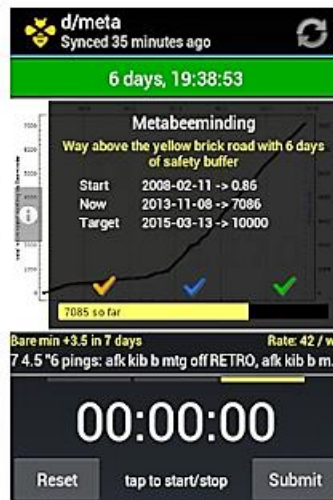 d/meta
Synced 35 minutes ago
6 days, 19:38:53
Metabeeminding
Way above the yellow brick road with 6 days
of safety buffer
Start 2008-02-11 -> 0.86
Now 2013-11-08 -> 7086
Target 2015-03-13 -> 10000
7085 so far
Bare min +3.5 in 7 days Rate: 42 / w
7 4.5 "6 pings: afk kib b mtg off RETRO, afk kib b m.
00:00:00
Reset tap to start/stop Submit